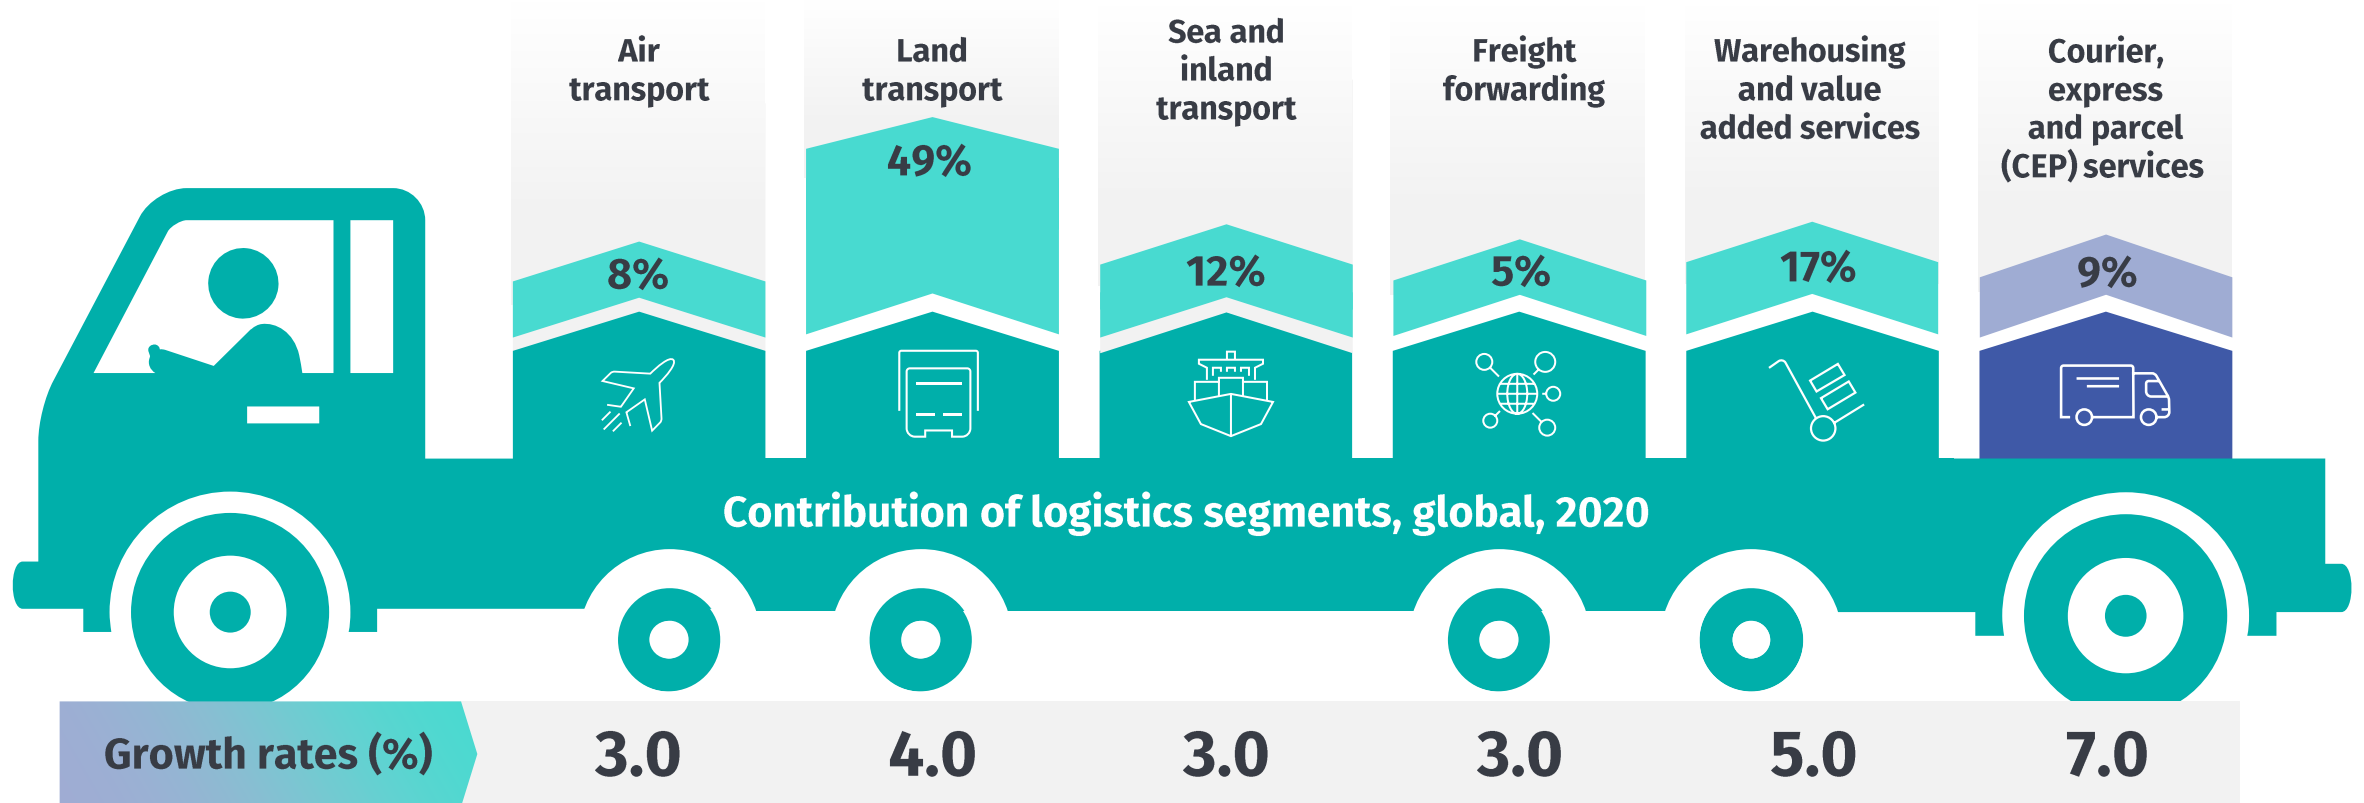 Air
transport
Land
transport
Sea and
inland
transport
Freight
forwarding
Warehousing
and value
added services
Courier,
express
and parcel
(CEP) services
8%
49%
12%
5%
17%
9%
Contribution of logistics segments, global, 2020
Growth rates (%)
3.0
4.0
3.0
3.0
5.0
7.0